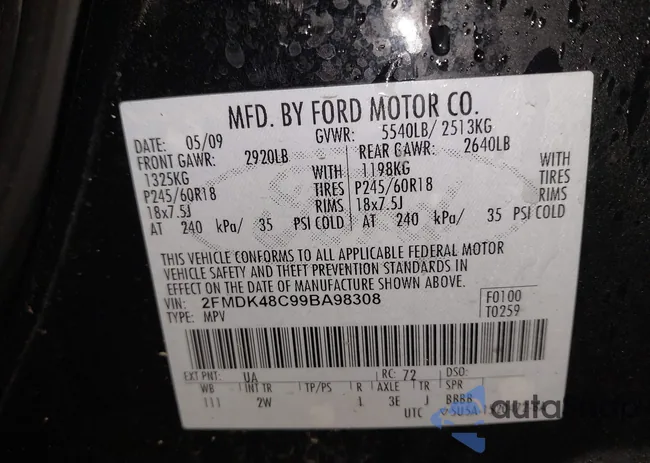 MFD. BY FORD MOTOR CO.
DATE: 05/09 GVWR: 5540LB/ 2513KG
FRONT GAWR: 2920LB REAR GAWR: 2640LB
1325KG WITH 1198KG WITH
P245/60R18 TIRES P245/60R18 TIRES
18x7.5J RIMS 18x7.5J RIMS
AT 240 kPa/ 35 PSI COLD AT 240 kPa/ 35 PSI COLD
THIS VEHICLE CONFORMS TO ALL APPLICABLE FEDERAL MOTOR
VEHICLE SAFETY AND THEFT PREVENTION STANDARDS IN
EFFECT ON THE DATE OF MANUFACTURE SHOWN ABOVE.
VIN: 2FMDK48C99BA98308 F0100
TYPE: MPV T0259
EXT PNT: UA RC: 72 DSO:
WB INT TR TP/PS R AXLE TR SPR
111 2W 1 3E J BBBB
UTC